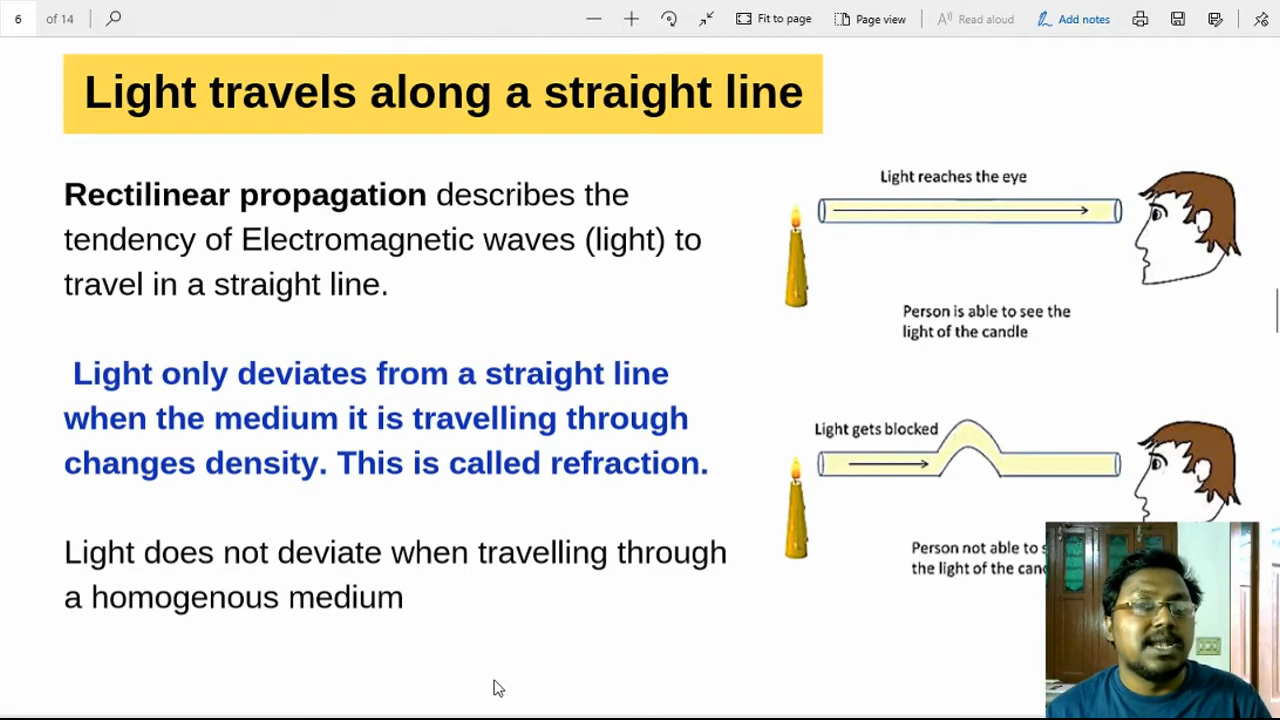 6 of 14
Fit to page
Page view
Read aloud
Add notes
Light travels along a straight line
Rectilinear propagation describes the
tendency of Electromagnetic waves (light) to
travel in a straight line.
Light only deviates from a straight line
when the medium it is travelling through
changes density. This is called refraction.
Light does not deviate when travelling through
a homogenous medium
Light reaches the eye
Person is able to see the
light of the candle
Light gets blocked
Person not able to
the light of the